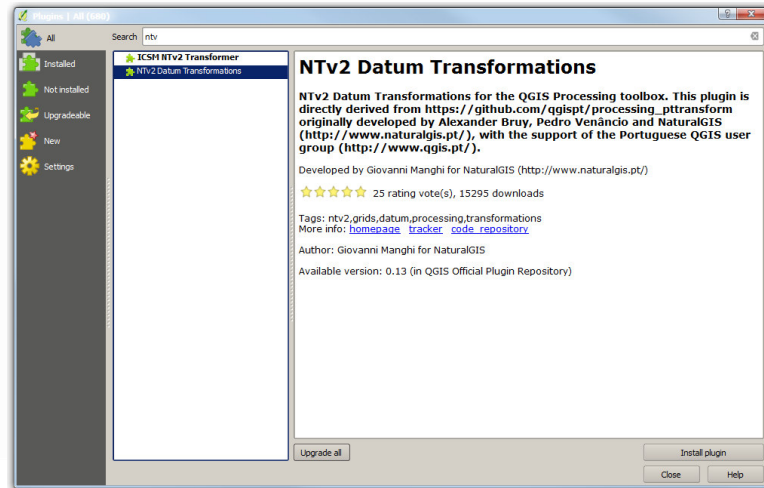 Plugins | All (680)
All
Search ntv
Installed
Not installed
Upgradeable
New
Settings
ICSM NTv2 Transformer
NTv2 Datum Transformations
NTv2 Datum Transformations
NTv2 Datum Transformations for the QGIS Processing toolbox. This plugin is
directly derived from https://github.com/qgispt/processing_pttransform
originally developed by Alexander Bruy, Pedro Venâncio and NaturalGIS
(http://www.naturalgis.pt/), with the support of the Portuguese QGIS user
group (http://www.qgis.pt/).
Developed by Giovanni Manghi for NaturalGIS (http://www.naturalgis.pt/)
25 rating vote(s), 15295 downloads
Tags: ntv2,grids,datum,processing,transformations
More info: homepage tracker code_repository
Author: Giovanni Manghi for NaturalGIS
Available version: 0.13 (in QGIS Official Plugin Repository)
Upgrade all
Install plugin
Close
Help